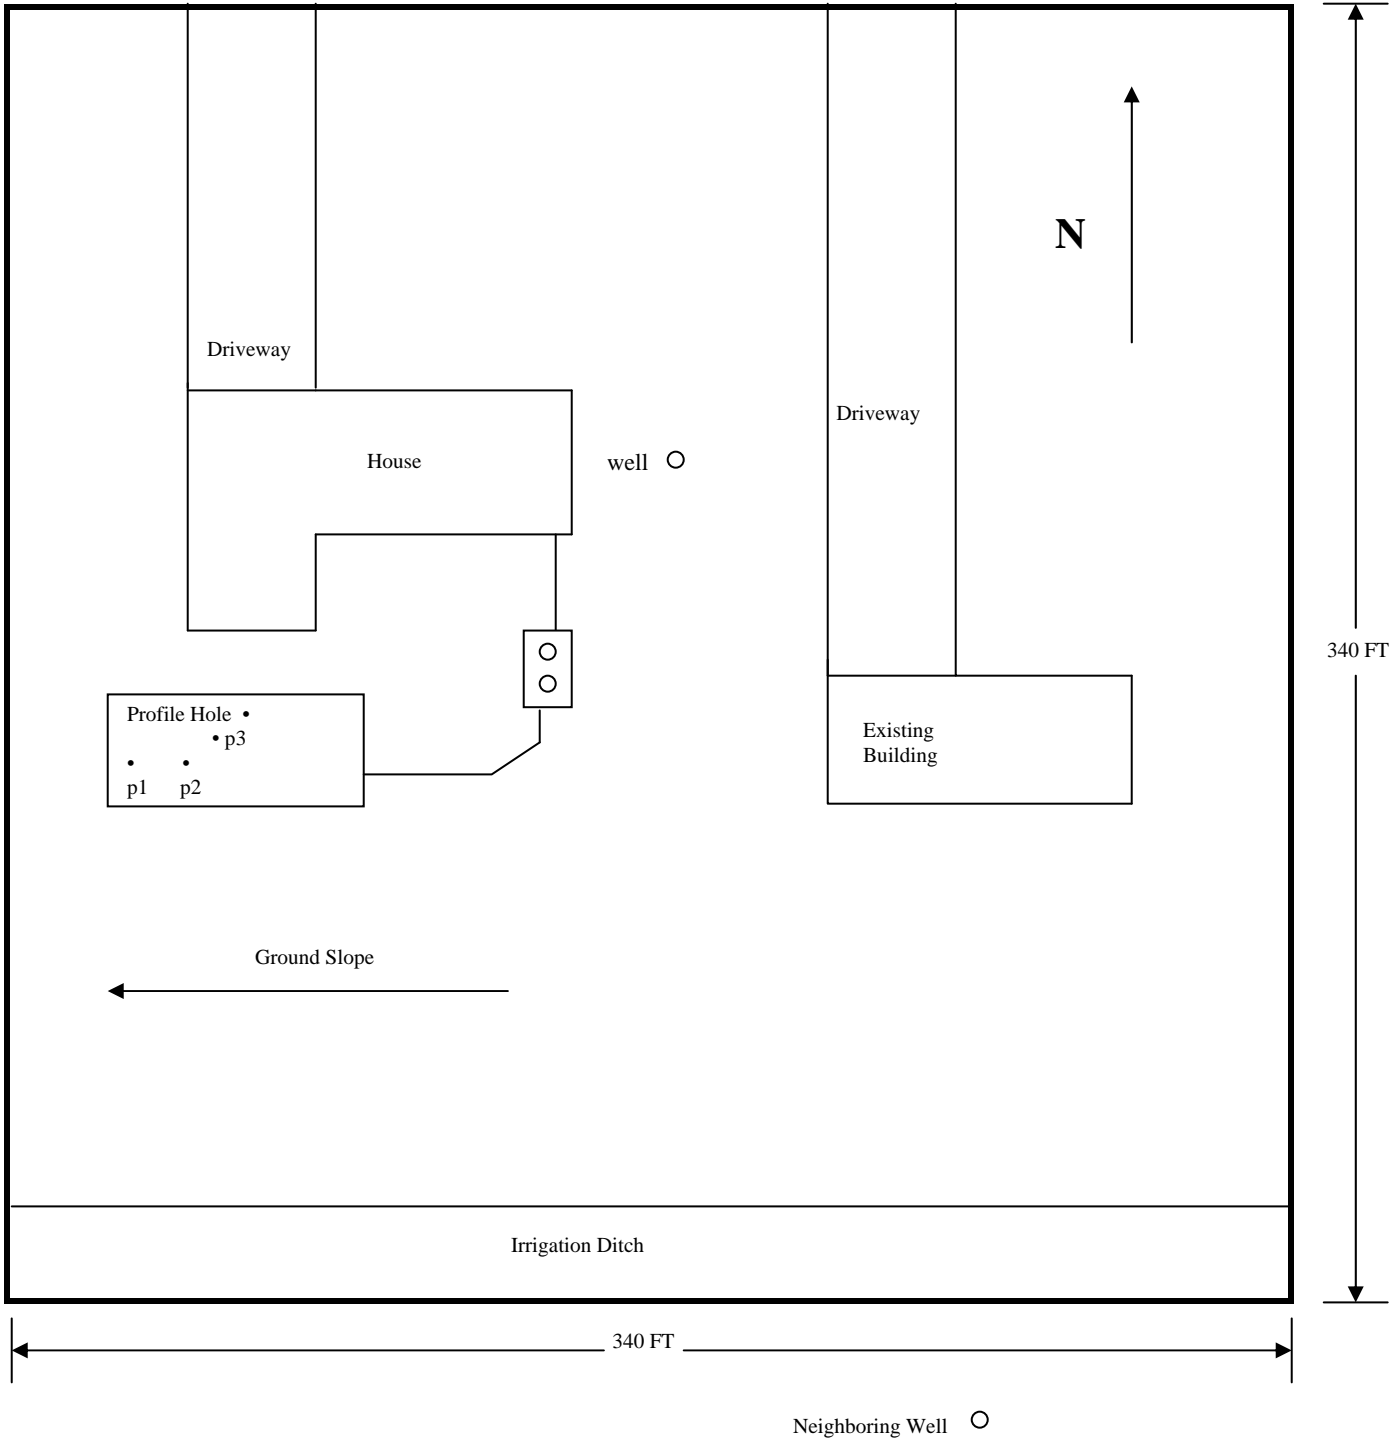 N
Driveway
Driveway
House
well
340 FT
Profile Hole
p3
p1
p2
Existing
Building
Ground Slope
Irrigation Ditch
340 FT
Neighboring Well